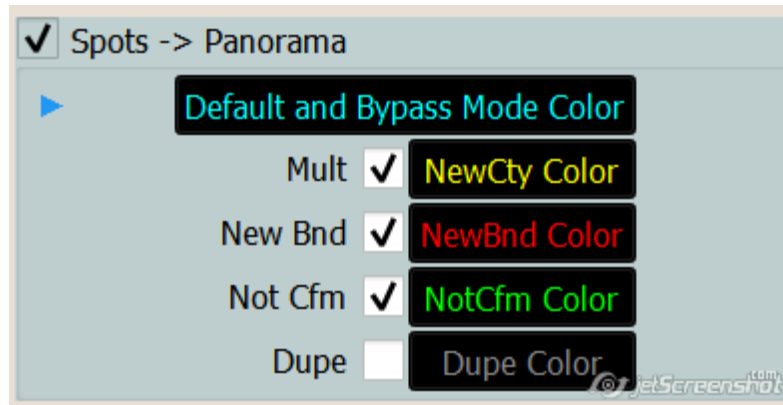 Spots -> Panorama
Default and Bypass Mode Color
Mult NewCty Color
New Bnd NewBnd Color
Not Cfm NotCfm Color
Dupe Dupe Color
jetScreenshot.com